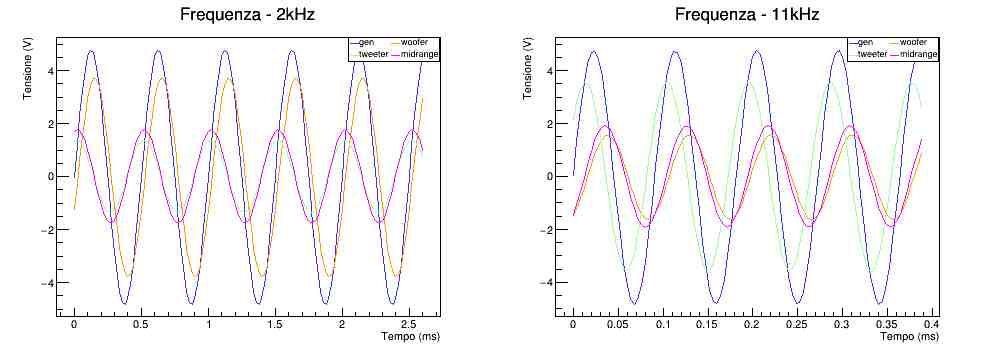 Frequenza - 2kHz
Tensione (V)
gen woofer
tweeter midrange
4
2
0
−2
−4
0 0.5 1 1.5 2 2.5
Tempo (ms)
Frequenza - 11kHz
Tensione (V)
gen woofer
tweeter midrange
4
2
0
−2
−4
0 0.05 0.1 0.15 0.2 0.25 0.3 0.35 0.4
Tempo (ms)